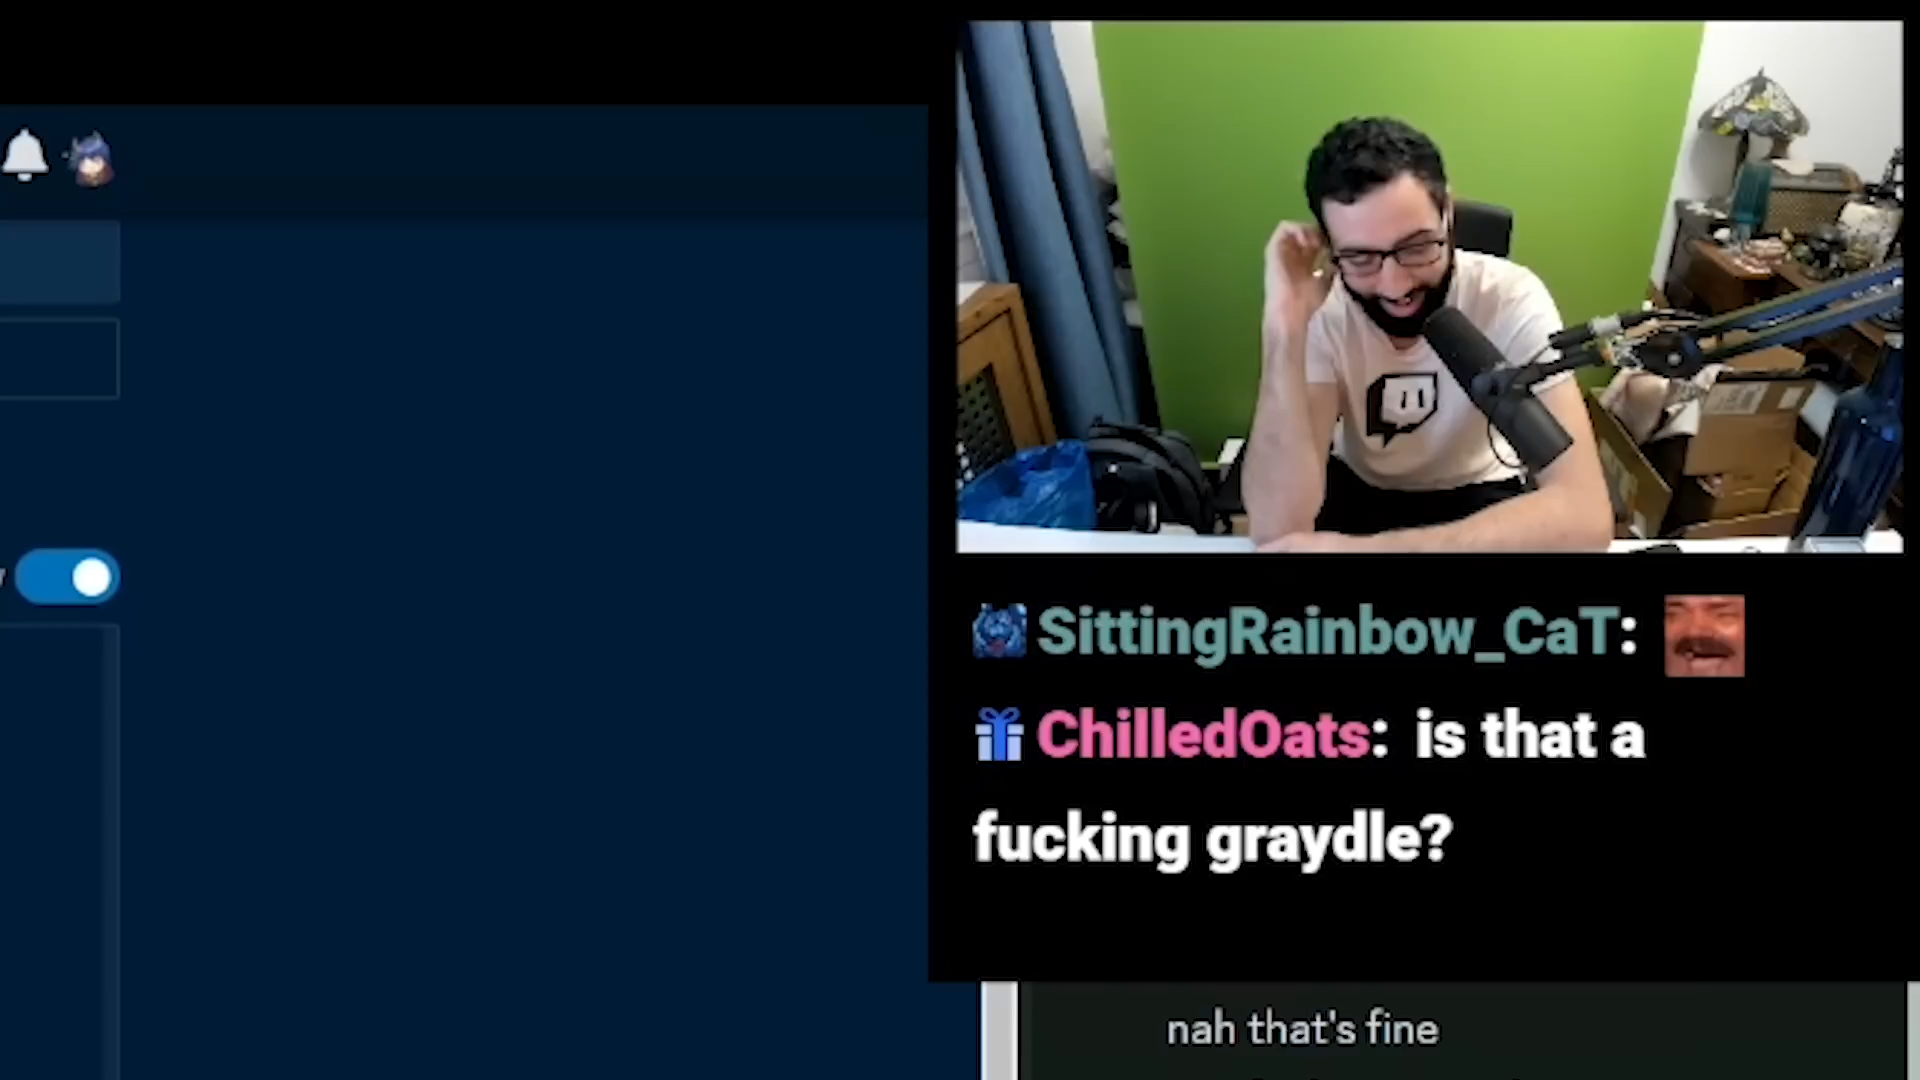 SittingRainbow_CaT:
ChilledOats: is that a
fucking graydle?
nah that's fine